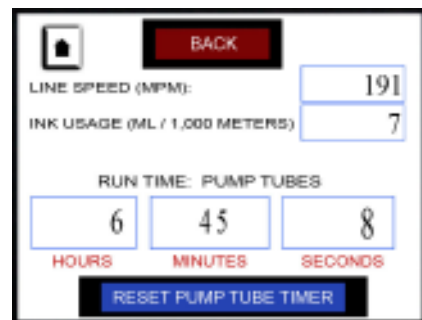 BACK
LINE SPEED (MPM): 191
INK USAGE (ML / 1,000 METERS) 7
RUN TIME: PUMP TUBES
6 45 8
HOURS MINUTES SECONDS
RESET PUMP TUBE TIMER